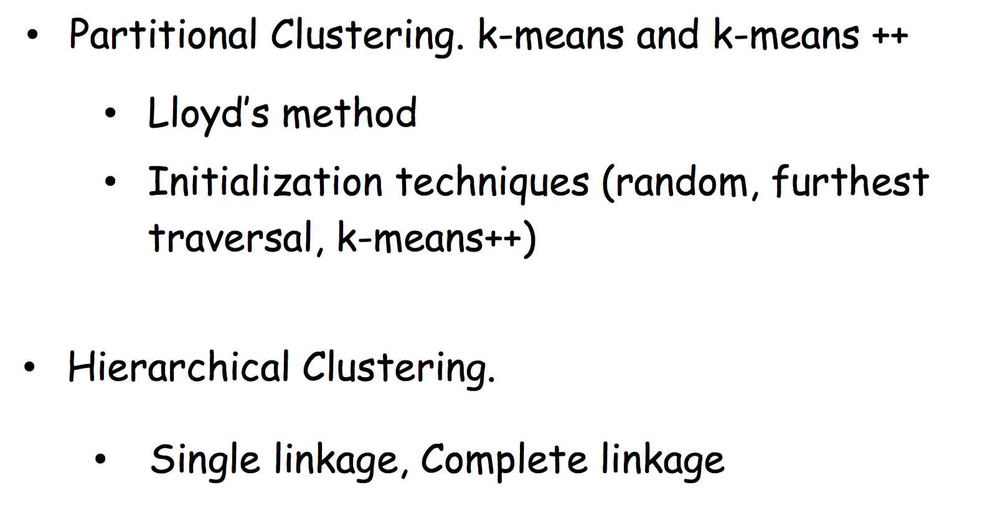 • Partitional Clustering. k-means and k-means ++
• Lloyd's method
• Initialization techniques (random, furthest
traversal, k-means++)
• Hierarchical Clustering.
• Single linkage, Complete linkage